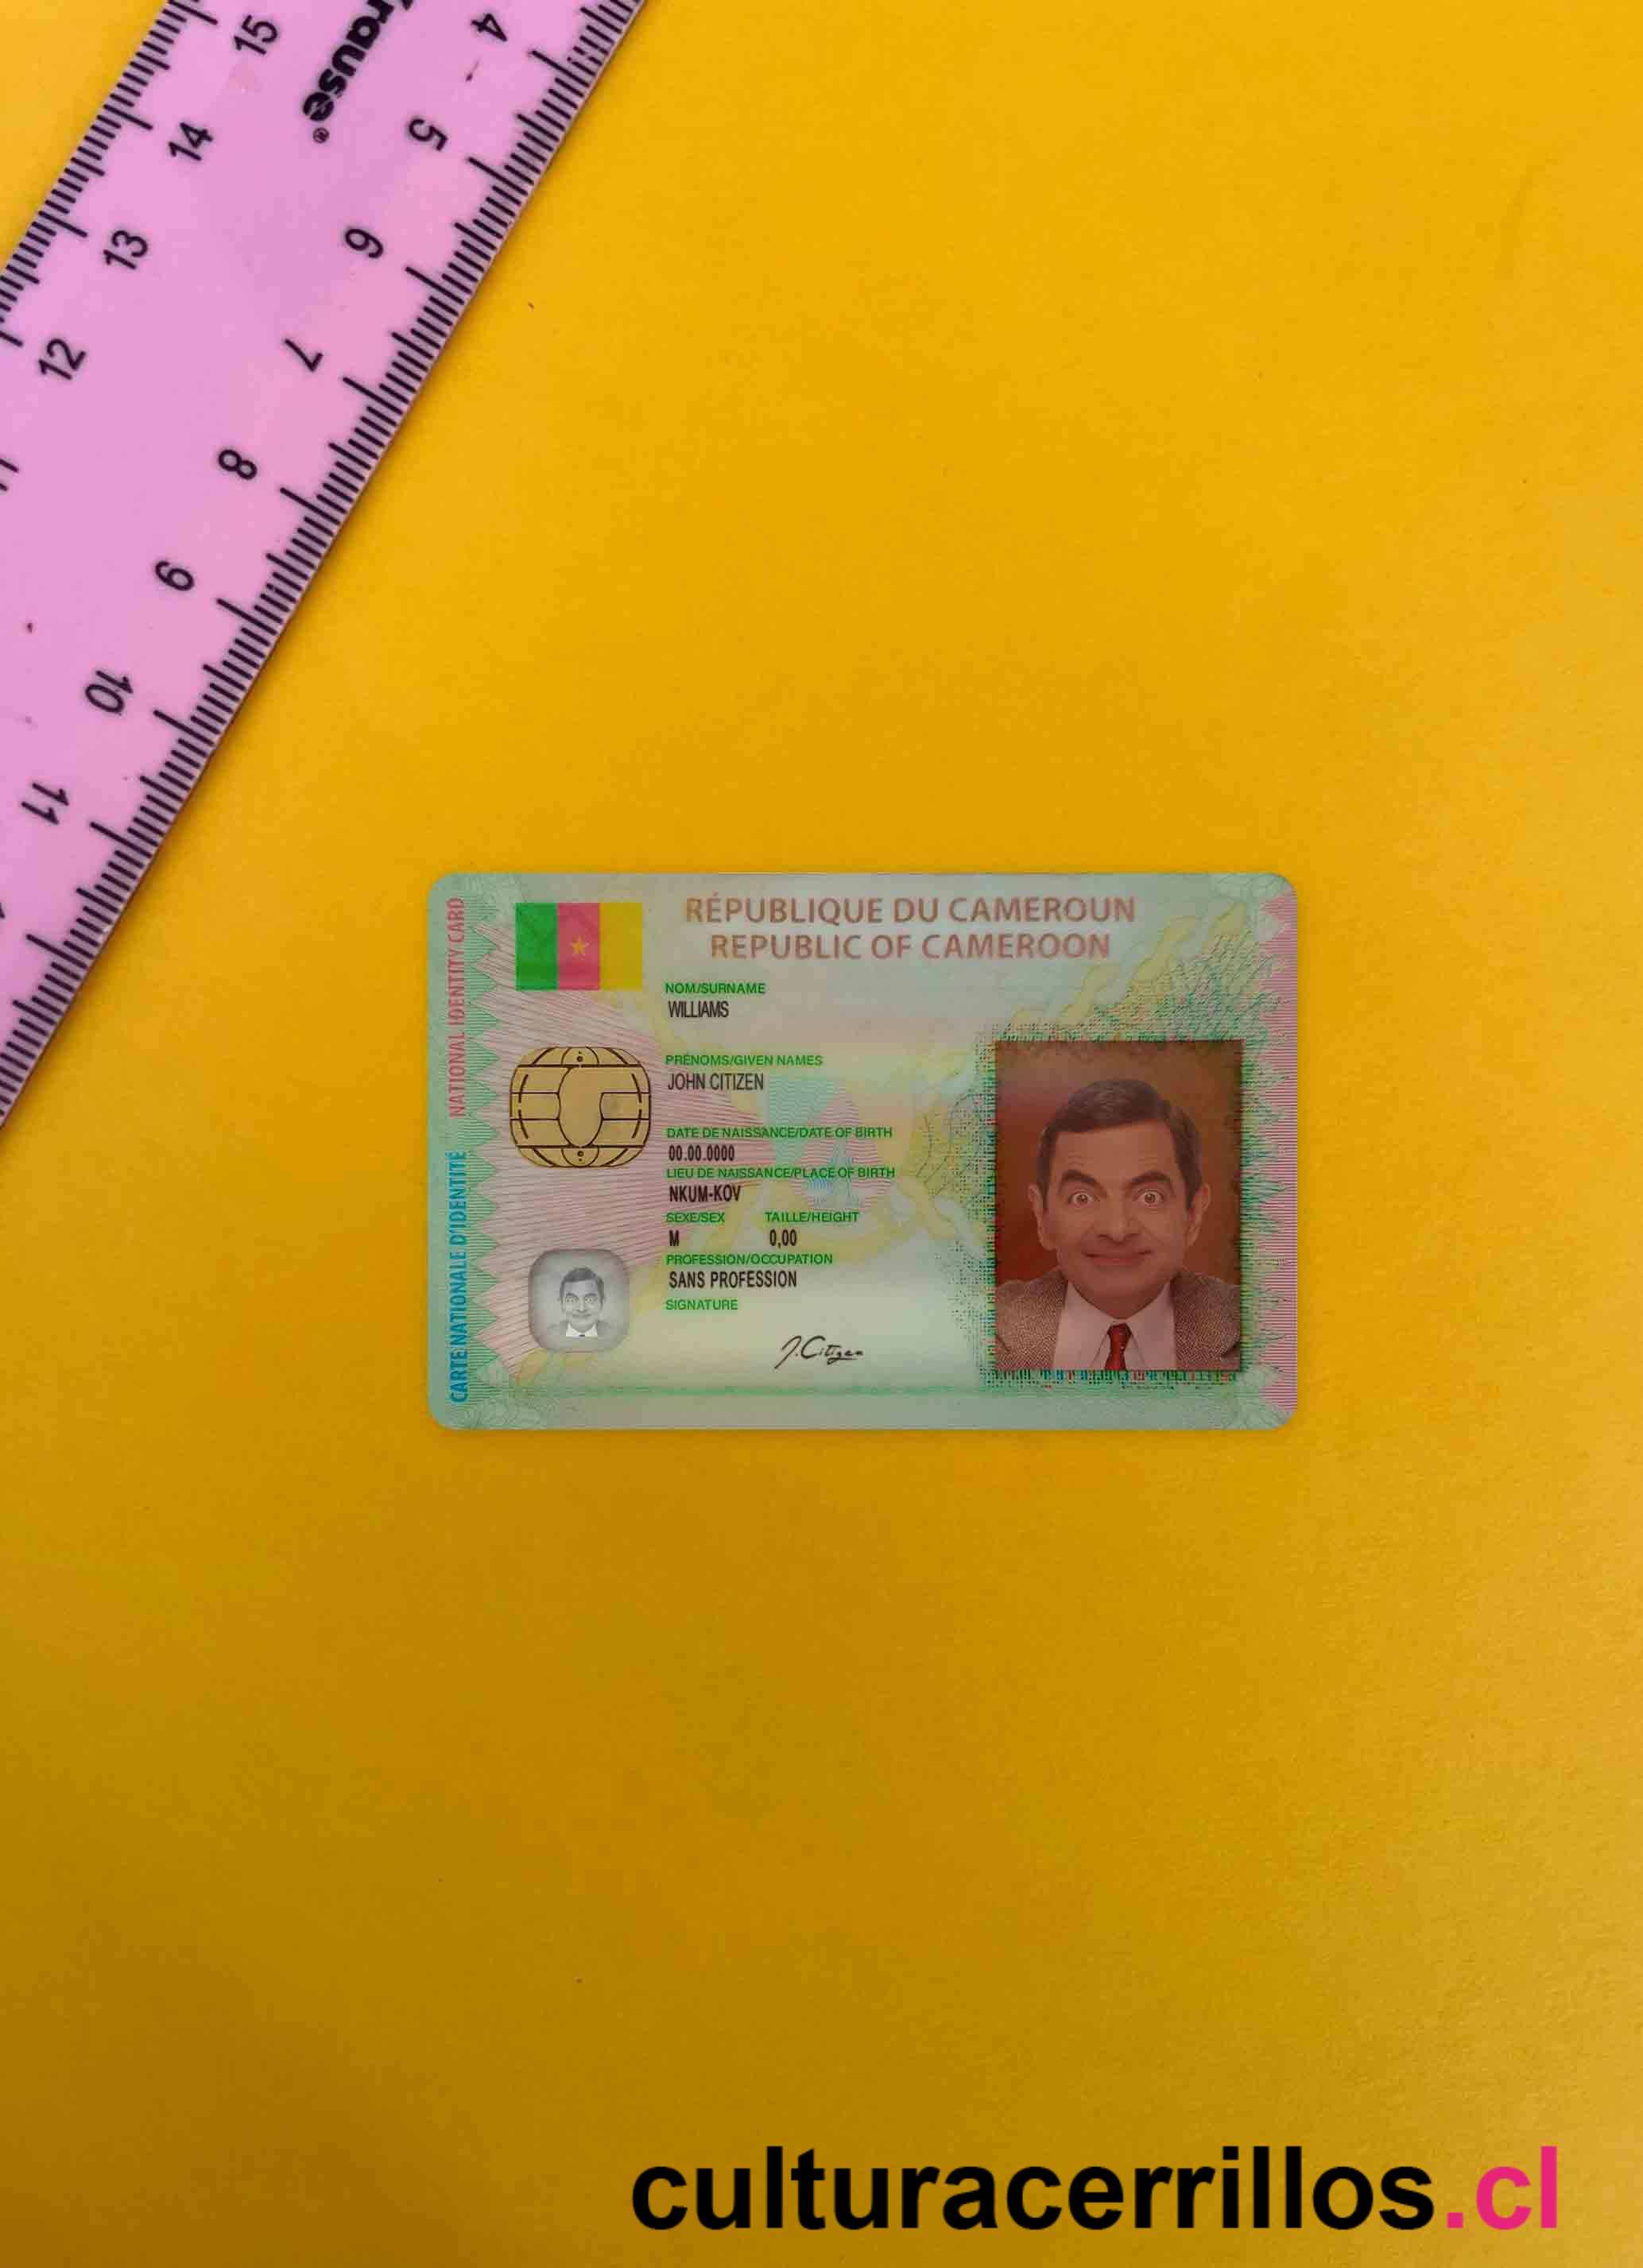 15
14
13
12
rause®
4
5
6
7
8
9
10
11
NATIONAL IDENTITY CARD
CARTE NATIONALE D'IDENTITÉ
RÉPUBLIQUE DU CAMEROUN
REPUBLIC OF CAMEROON
NOM/SURNAME
WILLIAMS
PRÉNOMS/GIVEN NAMES
JOHN CITIZEN
DATE DE NAISSANCE/DATE OF BIRTH
00.00.0000
LIEU DE NAISSANCE/PLACE OF BIRTH
NKUM-KOV
SEXE/SEX TAILLE/HEIGHT
M 0,00
PROFESSION/OCCUPATION
SANS PROFESSION
SIGNATURE
J.Citizen
culturacerrillos.cl